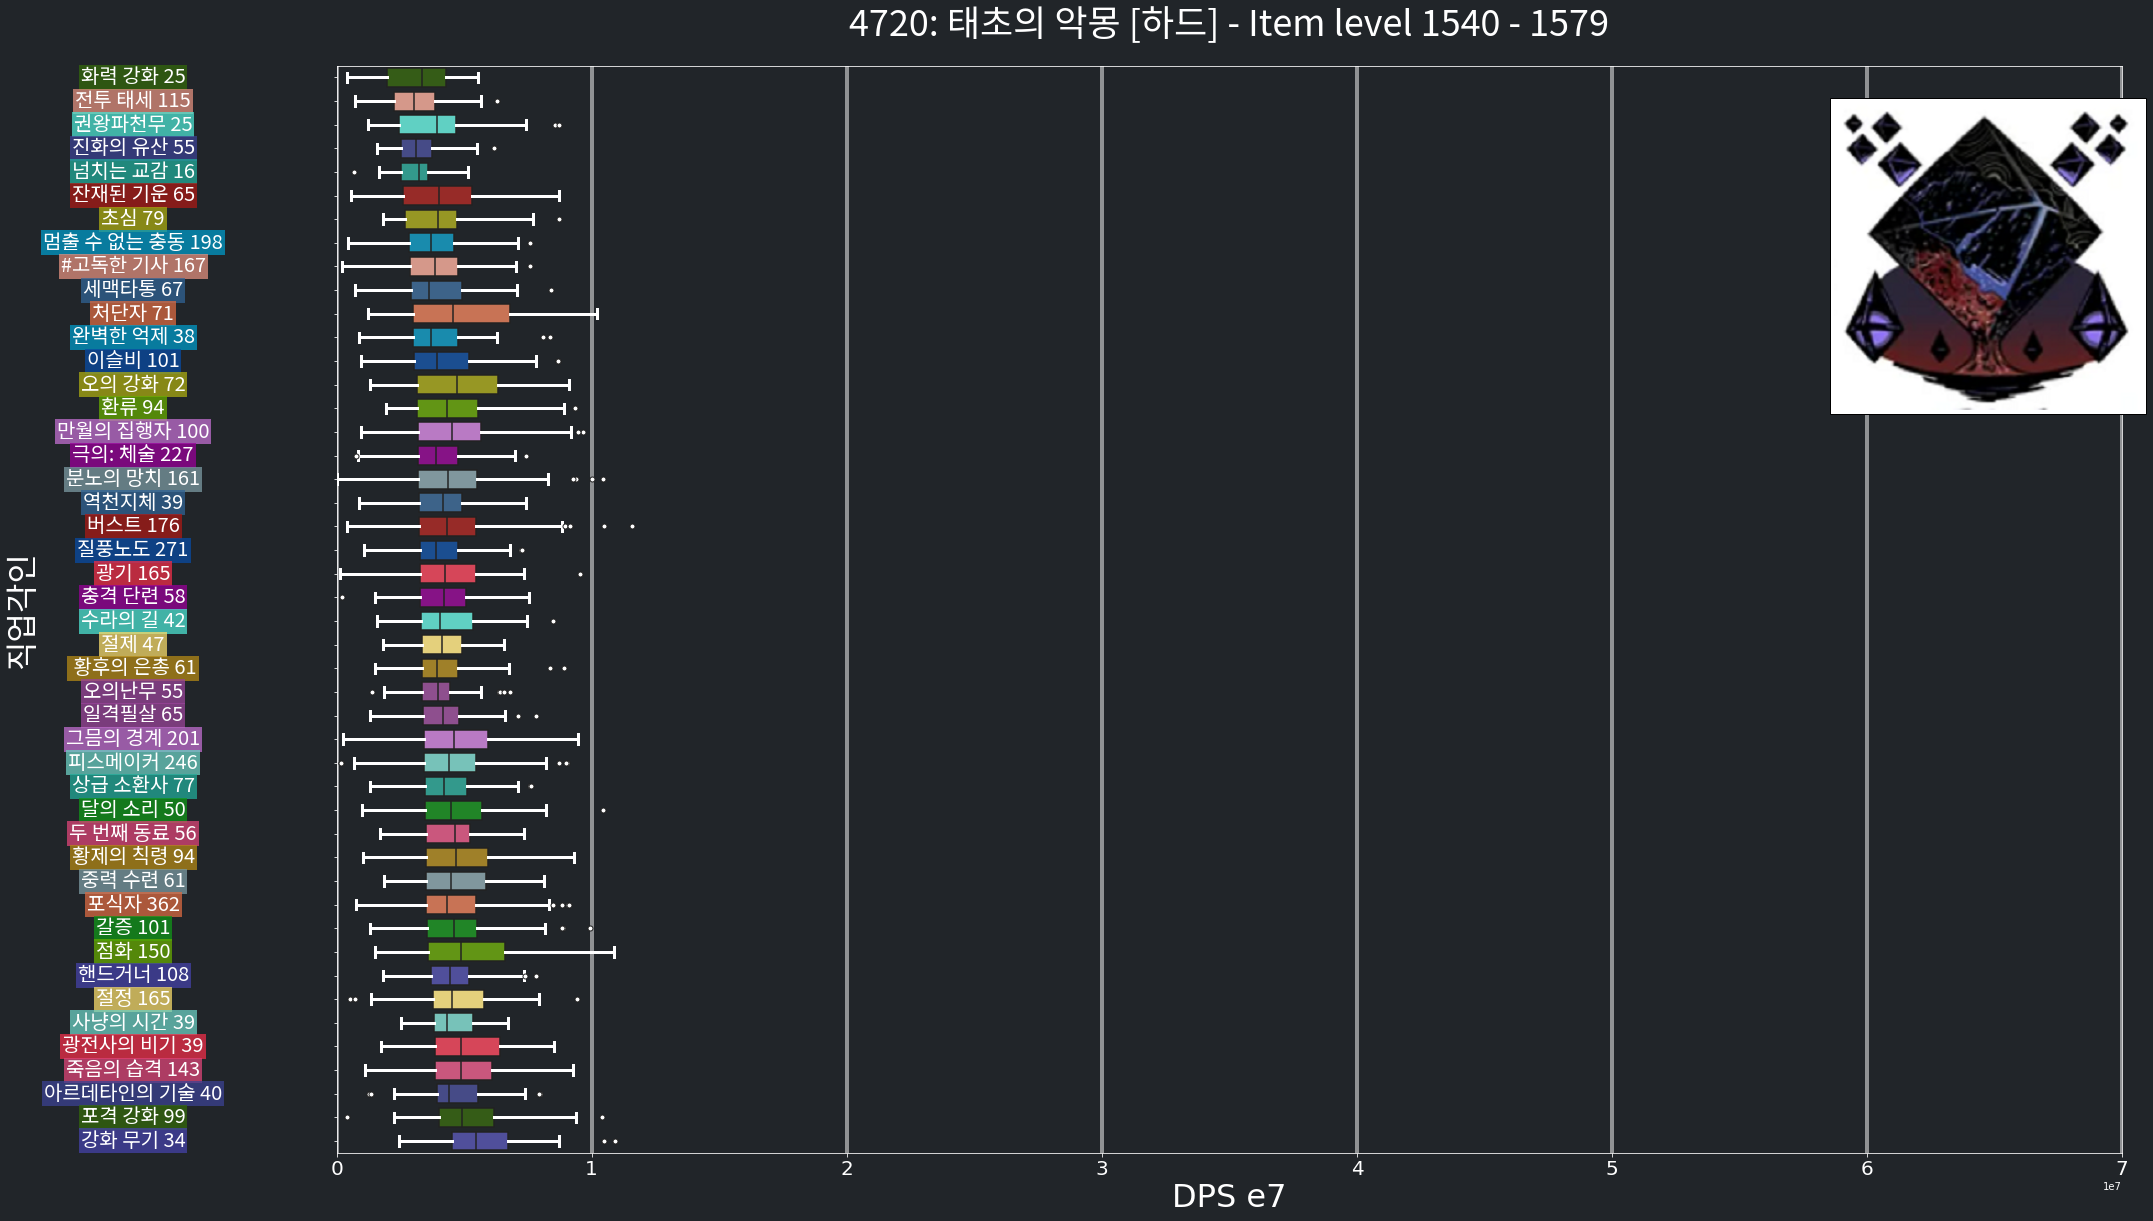 4720: 태초의 악몽 [하드] - Item level 1540 - 1579
화력 강화 25
전투 태세 115
권왕파천무 25
진화의 유산 55
넘치는 교감 16
잔재된 기운 65
초심 79
멈출 수 없는 충동 198
#고독한 기사 167
세맥타통 67
처단자 71
완벽한 억제 38
이슬비 101
오의 강화 72
환류 94
만월의 집행자 100
극의: 체술 227
분노의 망치 161
역천지체 39
버스트 176
질풍노도 271
광기 165
충격 단련 58
수라의 길 42
절제 47
황후의 은총 61
오의난무 55
일격필살 65
그믐의 경계 201
피스메이커 246
상급 소환사 77
달의 소리 50
두 번째 동료 56
황제의 칙령 94
중력 수련 61
포식자 362
갈증 101
점화 150
핸드거너 108
절정 165
사냥의 시간 39
광전사의 비기 39
죽음의 습격 143
아르데타인의 기술 40
포격 강화 99
강화 무기 34
직업각인
0 1 2 3 4 5 6 7
1e7
DPS e7